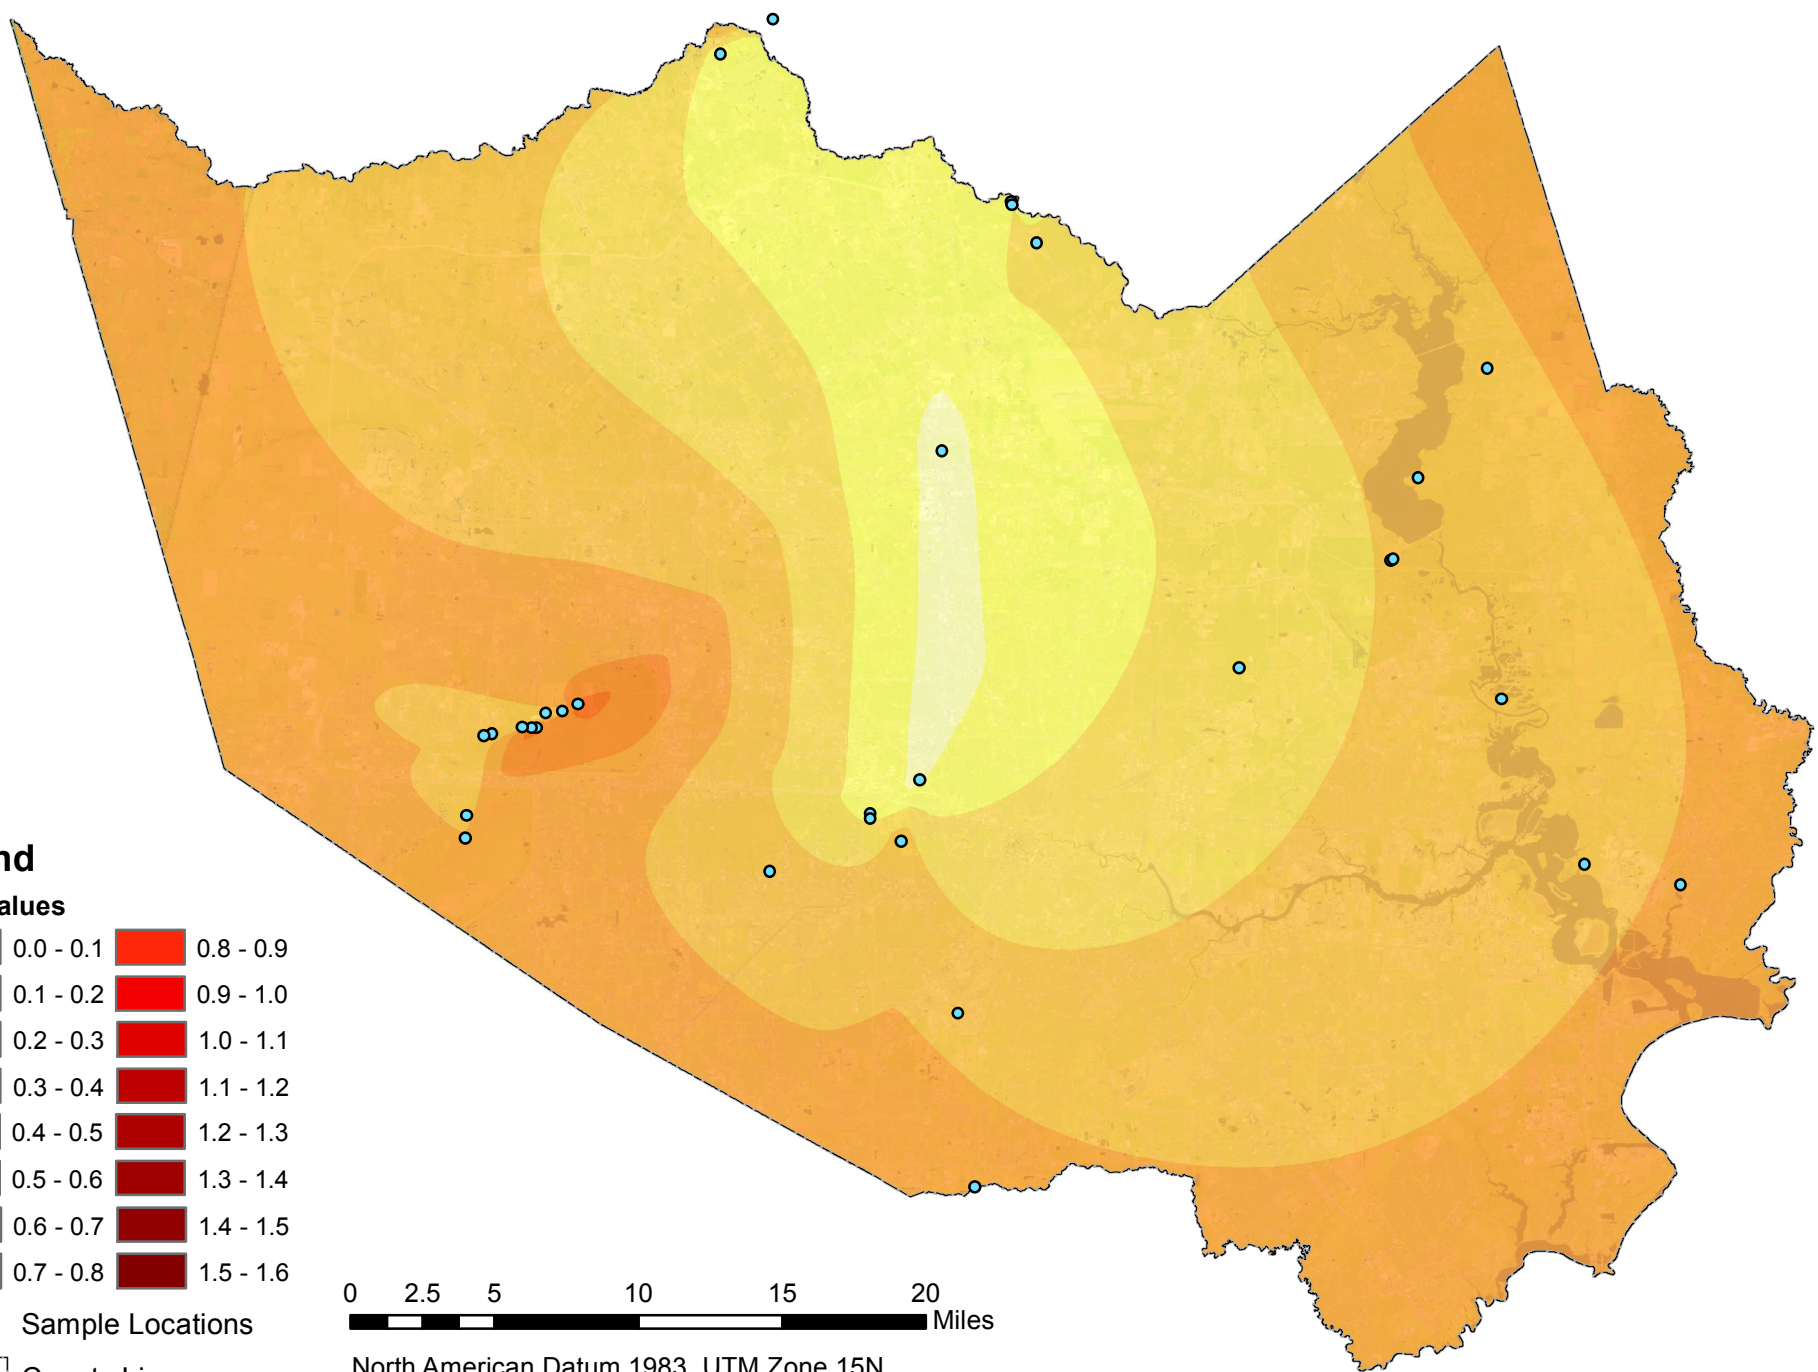 nd
alues
0.0 - 0.1 0.8 - 0.9
0.1 - 0.2 0.9 - 1.0
0.2 - 0.3 1.0 - 1.1
0.3 - 0.4 1.1 - 1.2
0.4 - 0.5 1.2 - 1.3
0.5 - 0.6 1.3 - 1.4
0.6 - 0.7 1.4 - 1.5
0.7 - 0.8 1.5 - 1.6
Sample Locations
0 2.5 5 10 15 20
Miles
North American Datum 1983, UTM Zone 15N